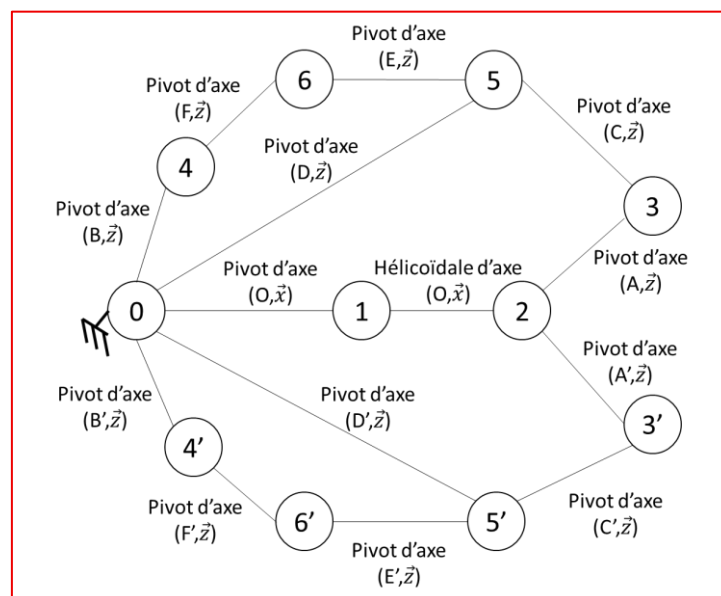 Pivot d'axe
(E,z⃗)
6
5
Pivot d'axe
(F,z⃗)
Pivot d'axe
(C,z⃗)
Pivot d'axe
(D,z⃗)
4
3
Pivot d'axe
(B,z⃗)
Pivot d'axe
(A,z⃗)
Pivot d'axe
(O,x⃗)
Hélicoïdale d'axe
(O,x⃗)
0
1
2
Pivot d'axe
(A',z⃗)
Pivot d'axe
(B',z⃗)
Pivot d'axe
(D',z⃗)
4'
3'
Pivot d'axe
(F',z⃗)
Pivot d'axe
(C',z⃗)
6'
5'
Pivot d'axe
(E',z⃗)